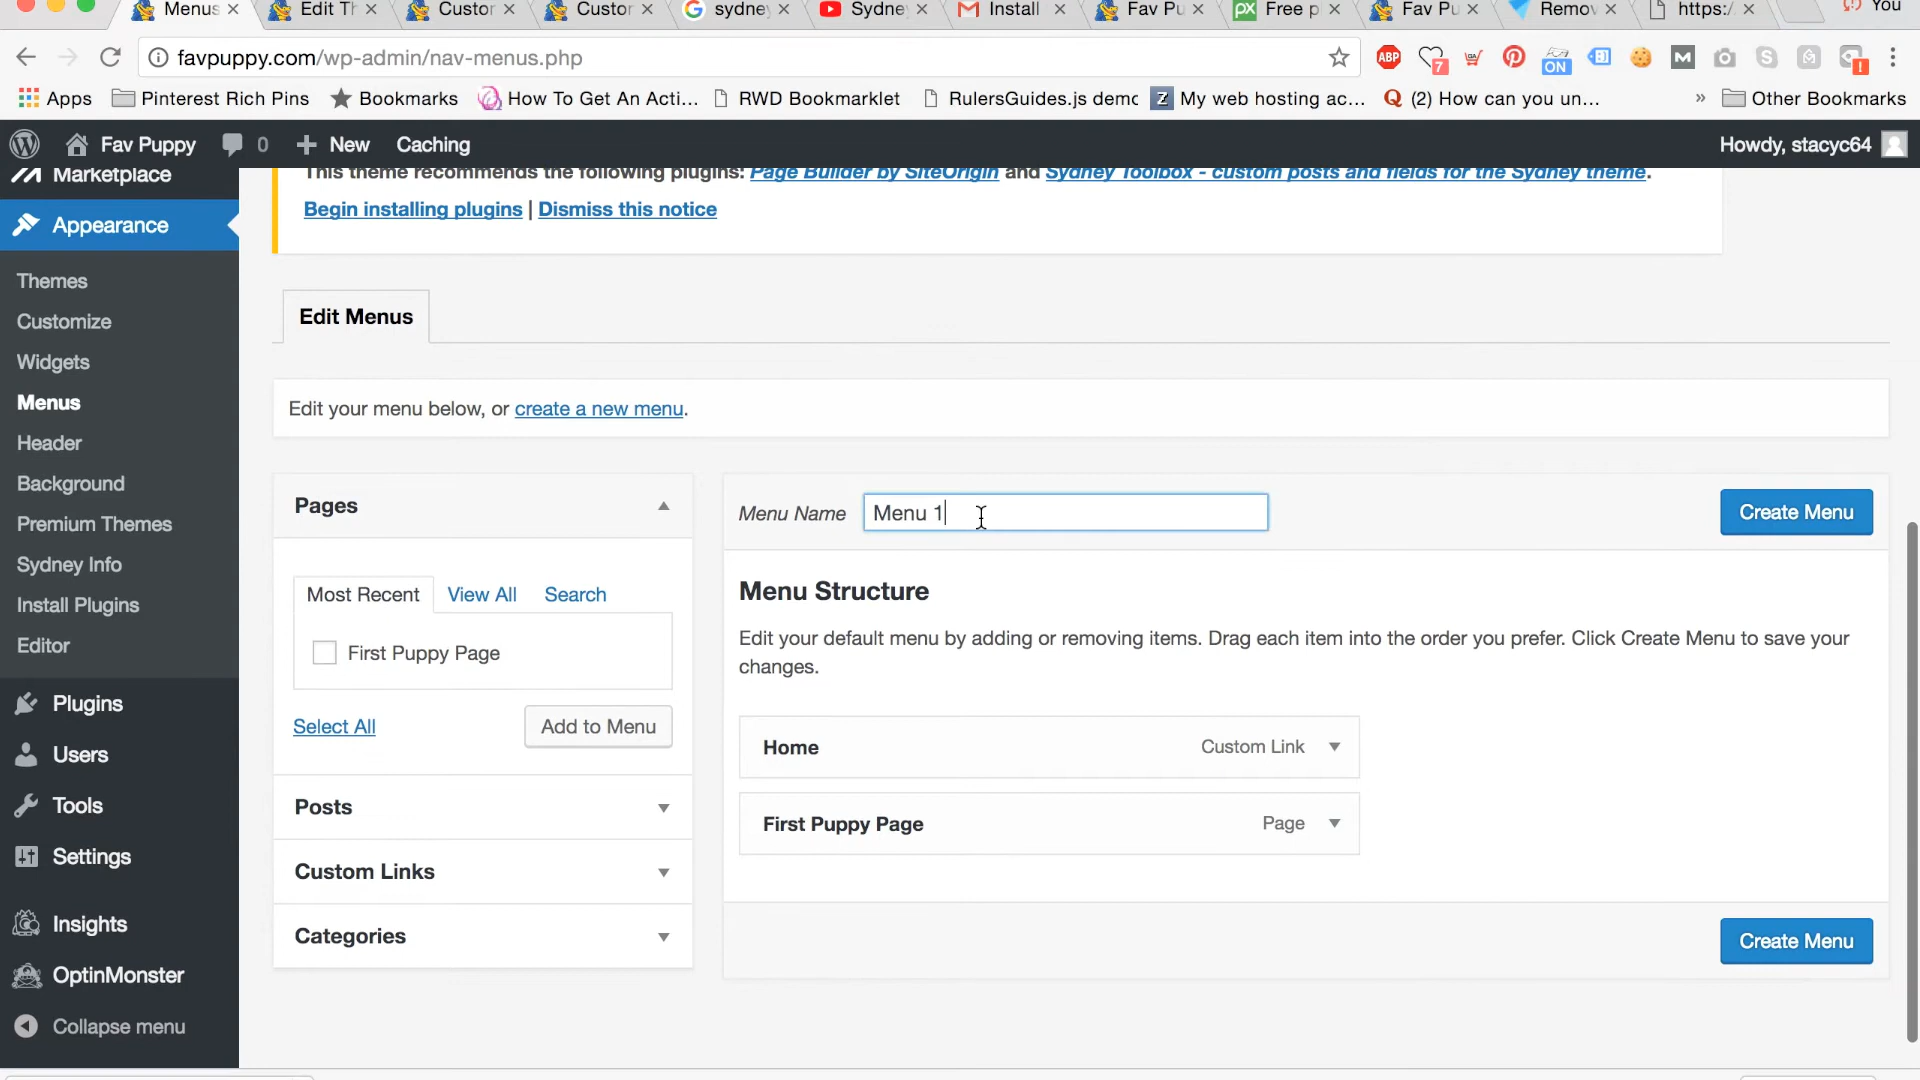 Menus
Edit Th
Custor
Custor
sydney
Sydney
Install
Fav Pu
Free p
Fav Pu
Remov
https:/
You
favpuppy.com/wp-admin/nav-menus.php
ABP
7
ON
M
S
!
Apps
Pinterest Rich Pins
Bookmarks
How To Get An Acti...
RWD Bookmarklet
RulersGuides.js demo
Z My web hosting ac...
(2) How can you un...
»
Other Bookmarks
Fav Puppy
0
+ New
Caching
Howdy, stacyc64
Marketplace
Appearance
Themes
Customize
Widgets
Menus
Header
Background
Premium Themes
Sydney Info
Install Plugins
Editor
Plugins
Users
Tools
Settings
Insights
OptinMonster
Collapse menu
This theme recommends the following plugins: Page Builder by SiteOrigin and Sydney Toolbox - custom posts and fields for the Sydney theme.
Begin installing plugins | Dismiss this notice
Edit Menus
Edit your menu below, or create a new menu.
Pages
Most Recent
View All
Search
First Puppy Page
Select All
Add to Menu
Posts
Custom Links
Categories
Menu Name
Menu 1
Create Menu
Menu Structure
Edit your default menu by adding or removing items. Drag each item into the order you prefer. Click Create Menu to save your
changes.
Home
Custom Link
First Puppy Page
Page
Create Menu